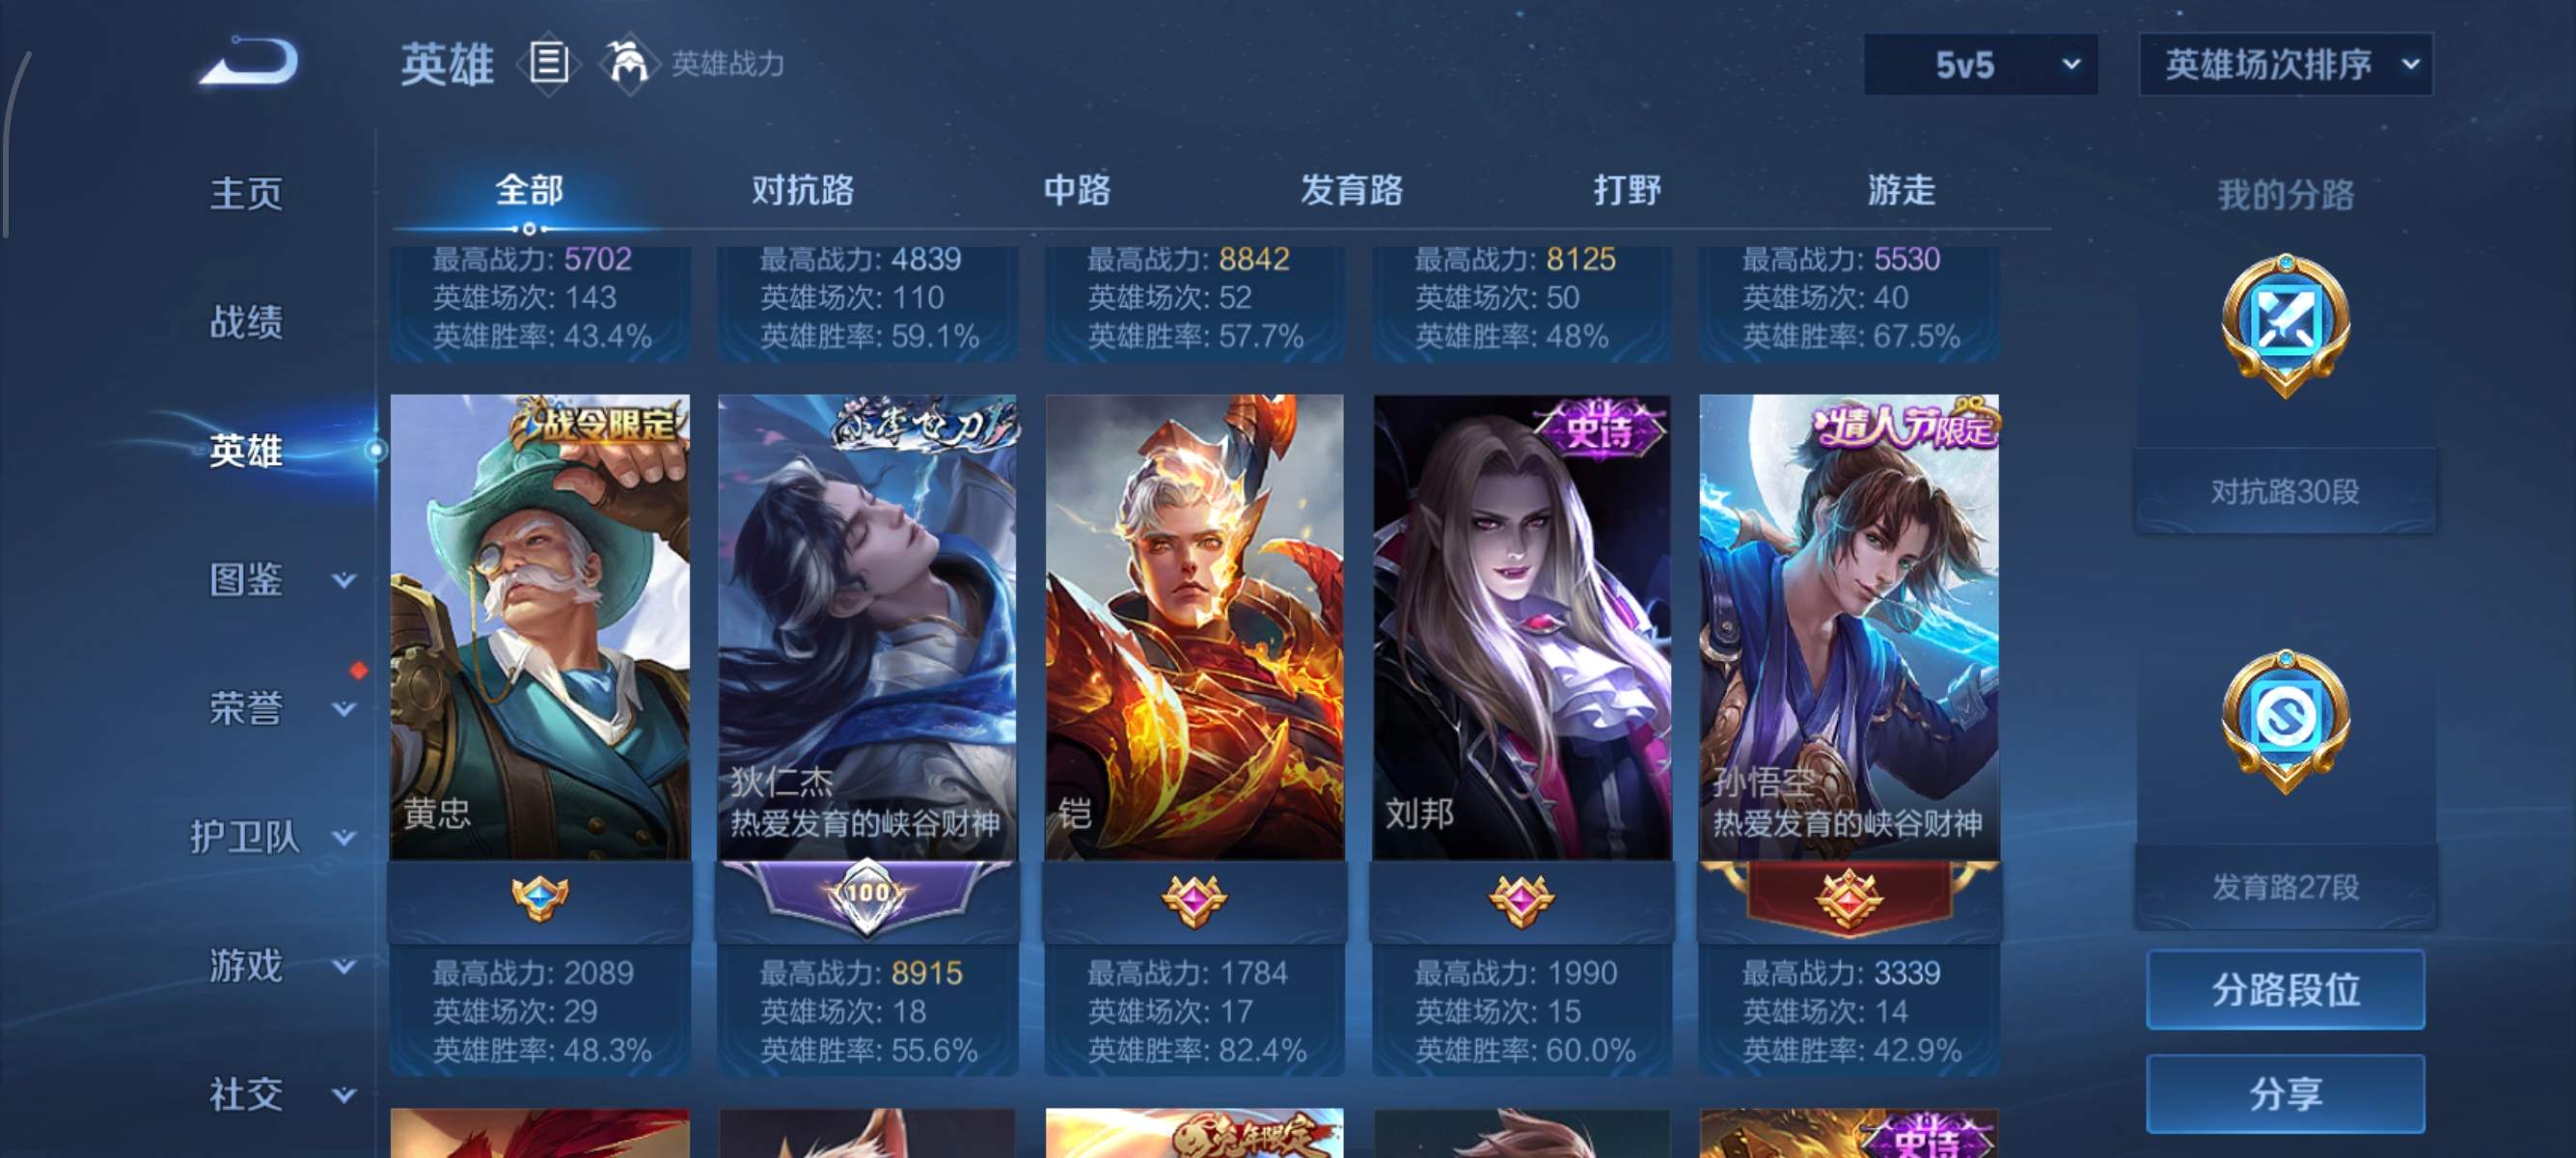 英雄
英雄战力
5v5
英雄场次排序
主页
战绩
英雄
图鉴
荣誉
护卫队
游戏
社交
全部
对抗路
中路
发育路
打野
游走
我的分路
最高战力: 5702
英雄场次: 143
英雄胜率: 43.4%
最高战力: 4839
英雄场次: 110
英雄胜率: 59.1%
最高战力: 8842
英雄场次: 52
英雄胜率: 57.7%
最高战力: 8125
英雄场次: 50
英雄胜率: 48%
最高战力: 5530
英雄场次: 40
英雄胜率: 67.5%
战令限定
黄忠
最高战力: 2089
英雄场次: 29
英雄胜率: 48.3%
小李飞刀
狄仁杰
热爱发育的峡谷财神
100
最高战力: 8915
英雄场次: 18
英雄胜率: 55.6%
铠
最高战力: 1784
英雄场次: 17
英雄胜率: 82.4%
史诗
刘邦
最高战力: 1990
英雄场次: 15
英雄胜率: 60.0%
情人节限定
孙悟空
热爱发育的峡谷财神
最高战力: 3339
英雄场次: 14
英雄胜率: 42.9%
兔年限定
史诗
对抗路30段
发育路27段
分路段位
分享